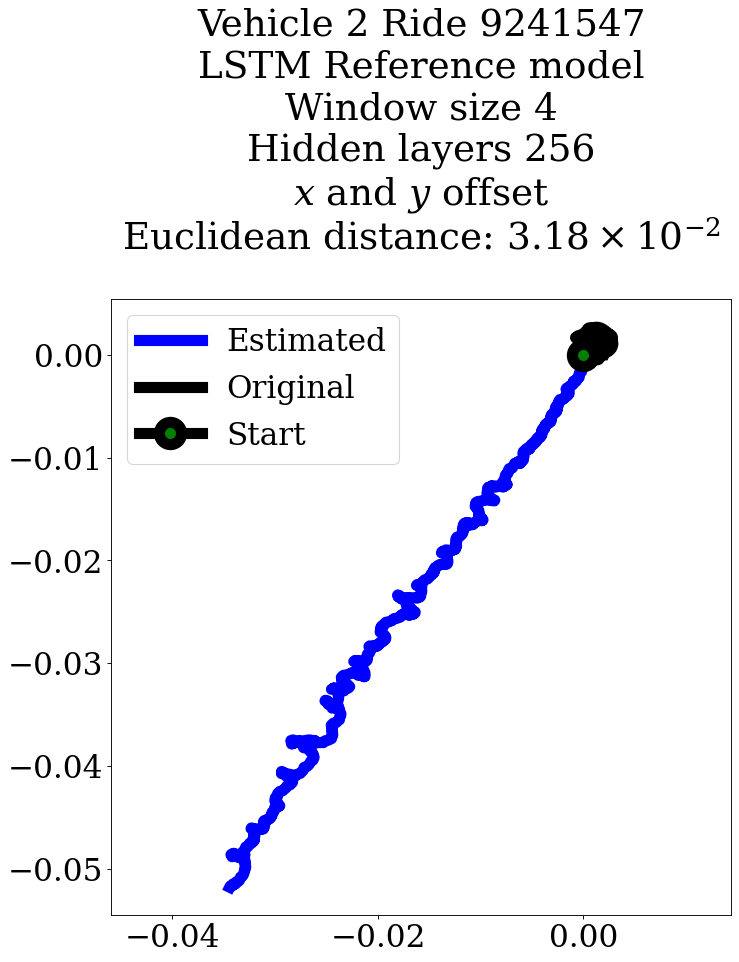 Vehicle 2 Ride 9241547
LSTM Reference model
Window size 4
Hidden layers 256
x and y offset
Euclidean distance: 3.18 × 10⁻²
Estimated
Original
Start
0.00
−0.01
−0.02
−0.03
−0.04
−0.05
−0.04 −0.02 0.00